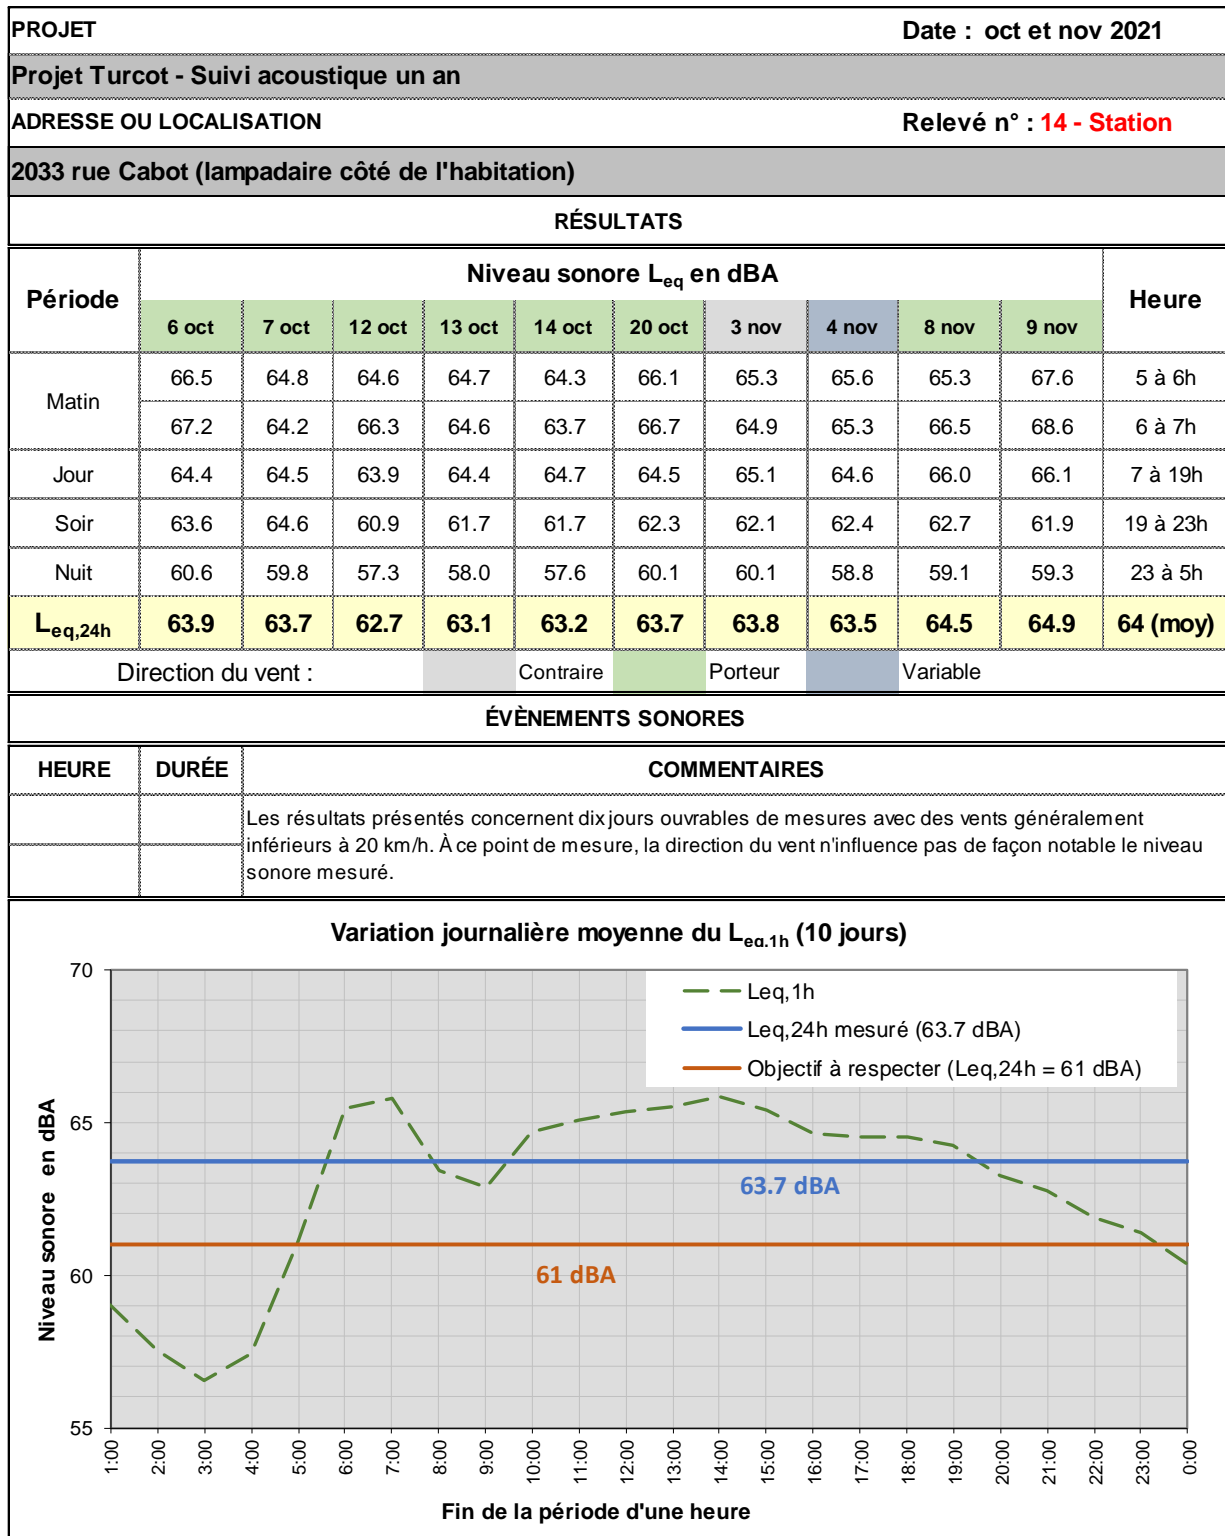 PROJET Date : oct et nov 2021
Projet Turcot - Suivi acoustique un an
ADRESSE OU LOCALISATION Relevé n° : 14 - Station
2033 rue Cabot (lampadaire côté de l'habitation)
RÉSULTATS
Période Niveau sonore Leq en dBA Heure
6 oct 7 oct 12 oct 13 oct 14 oct 20 oct 3 nov 4 nov 8 nov 9 nov
Matin 66.5 64.8 64.6 64.7 64.3 66.1 65.3 65.6 65.3 67.6 5 à 6h
67.2 64.2 66.3 64.6 63.7 66.7 64.9 65.3 66.5 68.6 6 à 7h
Jour 64.4 64.5 63.9 64.4 64.7 64.5 65.1 64.6 66.0 66.1 7 à 19h
Soir 63.6 64.6 60.9 61.7 61.7 62.3 62.1 62.4 62.7 61.9 19 à 23h
Nuit 60.6 59.8 57.3 58.0 57.6 60.1 60.1 58.8 59.1 59.3 23 à 5h
Leq,24h 63.9 63.7 62.7 63.1 63.2 63.7 63.8 63.5 64.5 64.9 64 (moy)
Direction du vent : Contraire Porteur Variable
ÉVÈNEMENTS SONORES
HEURE DURÉE COMMENTAIRES
Les résultats présentés concernent dix jours ouvrables de mesures avec des vents généralement
inférieurs à 20 km/h. À ce point de mesure, la direction du vent n'influence pas de façon notable le niveau
sonore mesuré.
Variation journalière moyenne du Leq,1h (10 jours)
Leq,1h
Leq,24h mesuré (63.7 dBA)
Objectif à respecter (Leq,24h = 61 dBA)
Niveau sonore en dBA
70
65
60
55
63.7 dBA
61 dBA
1:00 2:00 3:00 4:00 5:00 6:00 7:00 8:00 9:00 10:00 11:00 12:00 13:00 14:00 15:00 16:00 17:00 18:00 19:00 20:00 21:00 22:00 23:00 0:00
Fin de la période d'une heure